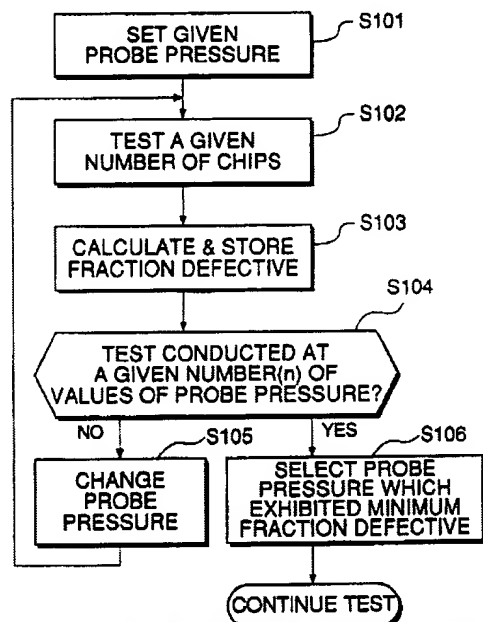 SET GIVEN
PROBE PRESSURE
S101
TEST A GIVEN
NUMBER OF CHIPS
S102
CALCULATE & STORE
FRACTION DEFECTIVE
S103
S104
TEST CONDUCTED AT
A GIVEN NUMBER(n) OF
VALUES OF PROBE PRESSURE?
NO
YES
S105
CHANGE
PROBE
PRESSURE
S106
SELECT PROBE
PRESSURE WHICH
EXHIBITED MINIMUM
FRACTION DEFECTIVE
CONTINUE TEST